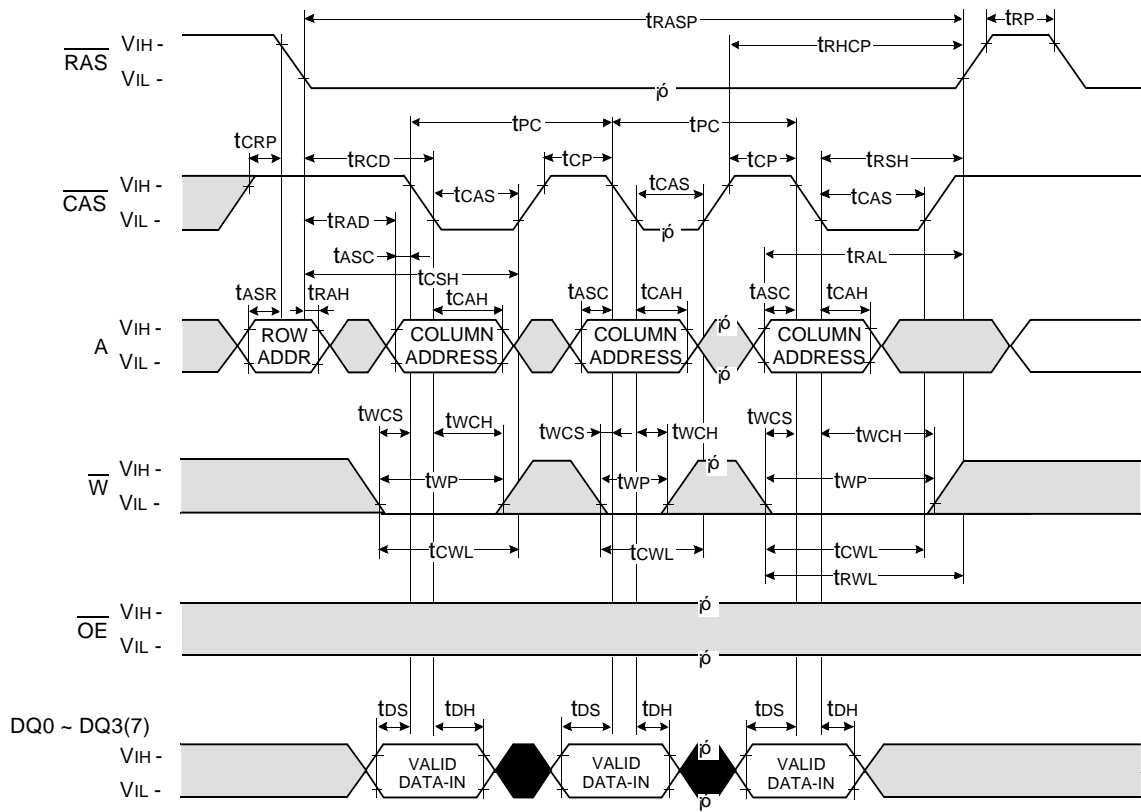 tRASP
tRP
tRHCP
RAS
VIH -
VIL -
¡ó
tCRP
tRCD
tPC
tPC
tCP
tCP
tRSH
CAS
VIH -
VIL -
tCAS
tCAS
tCAS
¡ó
tRAD
tASC
tCSH
tRAL
tASR
tRAH
tCAH
tASC
tCAH
tASC
tCAH
A
VIH -
VIL -
ROW
ADDR
COLUMN
ADDRESS
COLUMN
ADDRESS
¡ó
¡ó
COLUMN
ADDRESS
tWCS
tWCH
tWCS
tWCH
tWCS
tWCH
W
VIH -
VIL -
tWP
tWP
¡ó
tWP
tCWL
tCWL
tCWL
tRWL
OE
VIH -
VIL -
¡ó
¡ó
DQ0 ~ DQ3(7)
tDS
tDH
tDS
tDH
tDS
tDH
VIH -
VIL -
VALID
DATA-IN
VALID
DATA-IN
¡ó
¡ó
VALID
DATA-IN